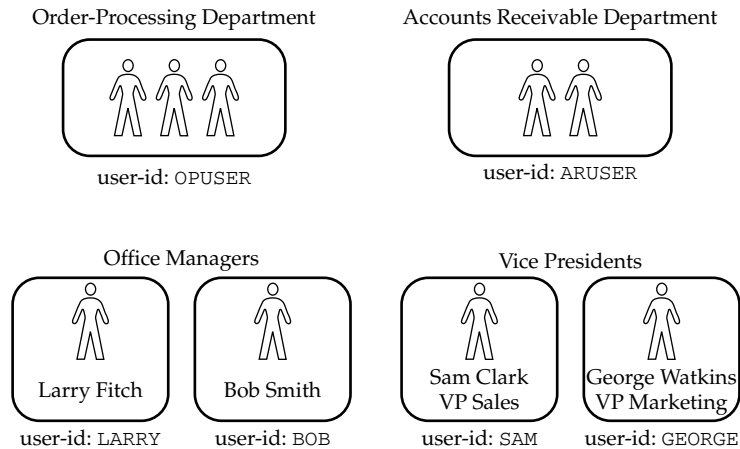 Order-Processing Department
Accounts Receivable Department
user-id: OPUSER
user-id: ARUSER
Office Managers
Vice Presidents
Larry Fitch
Bob Smith
Sam Clark
VP Sales
George Watkins
VP Marketing
user-id: LARRY
user-id: BOB
user-id: SAM
user-id: GEORGE